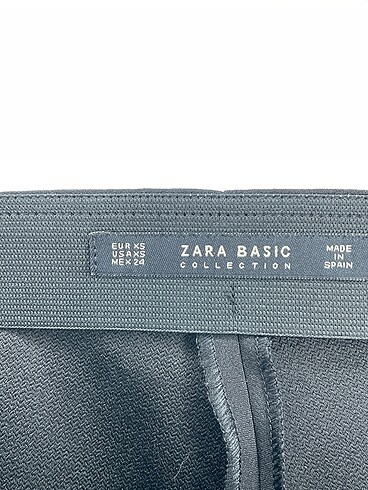 EUR XS
USA XS
MEX 24
ZARA BASIC
COLLECTION
MADE
IN
SPAIN